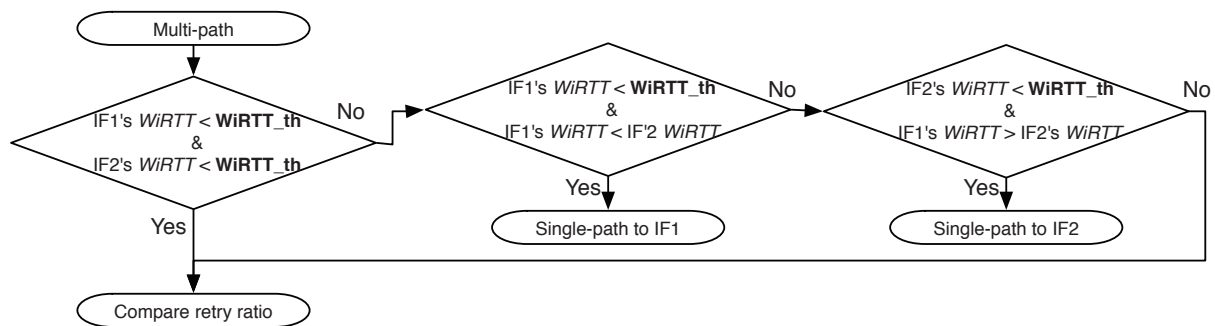 Multi-path
IF1's WiRTT < WiRTT_th
&
IF2's WiRTT < WiRTT_th
No
Yes
IF1's WiRTT < WiRTT_th
&
IF1's WiRTT < IF'2 WiRTT
No
Yes
Single-path to IF1
IF2's WiRTT < WiRTT_th
&
IF1's WiRTT > IF2's WiRTT
No
Yes
Single-path to IF2
Compare retry ratio